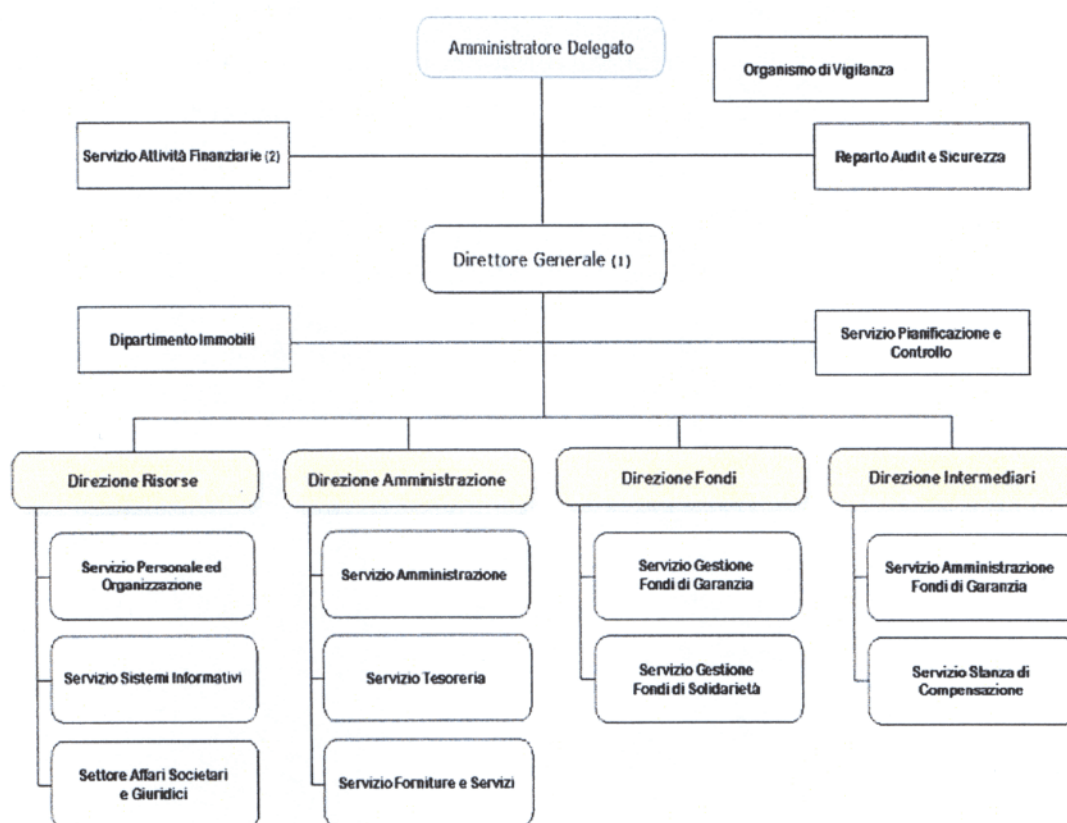 Amministratore Delegato
Organismo di Vigilanza
Servizio Attività Finanziarie (2)
Reparto Audit e Sicurezza
Direttore Generale (1)
Dipartimento Immobili
Servizio Pianificazione e
Controllo
Direzione Risorse
Direzione Amministrazione
Direzione Fondi
Direzione Intermediari
Servizio Personale ed
Organizzazione
Servizio Amministrazione
Servizio Gestione
Fondi di Garanzia
Servizio Amministrazione
Fondi di Garanzia
Servizio Sistemi Informativi
Servizio Tesoreria
Servizio Gestione
Fondi di Solidarietà
Servizio Stanza di
Compensazione
Settore Affari Societari
e Giuridici
Servizio Forniture e Servizi